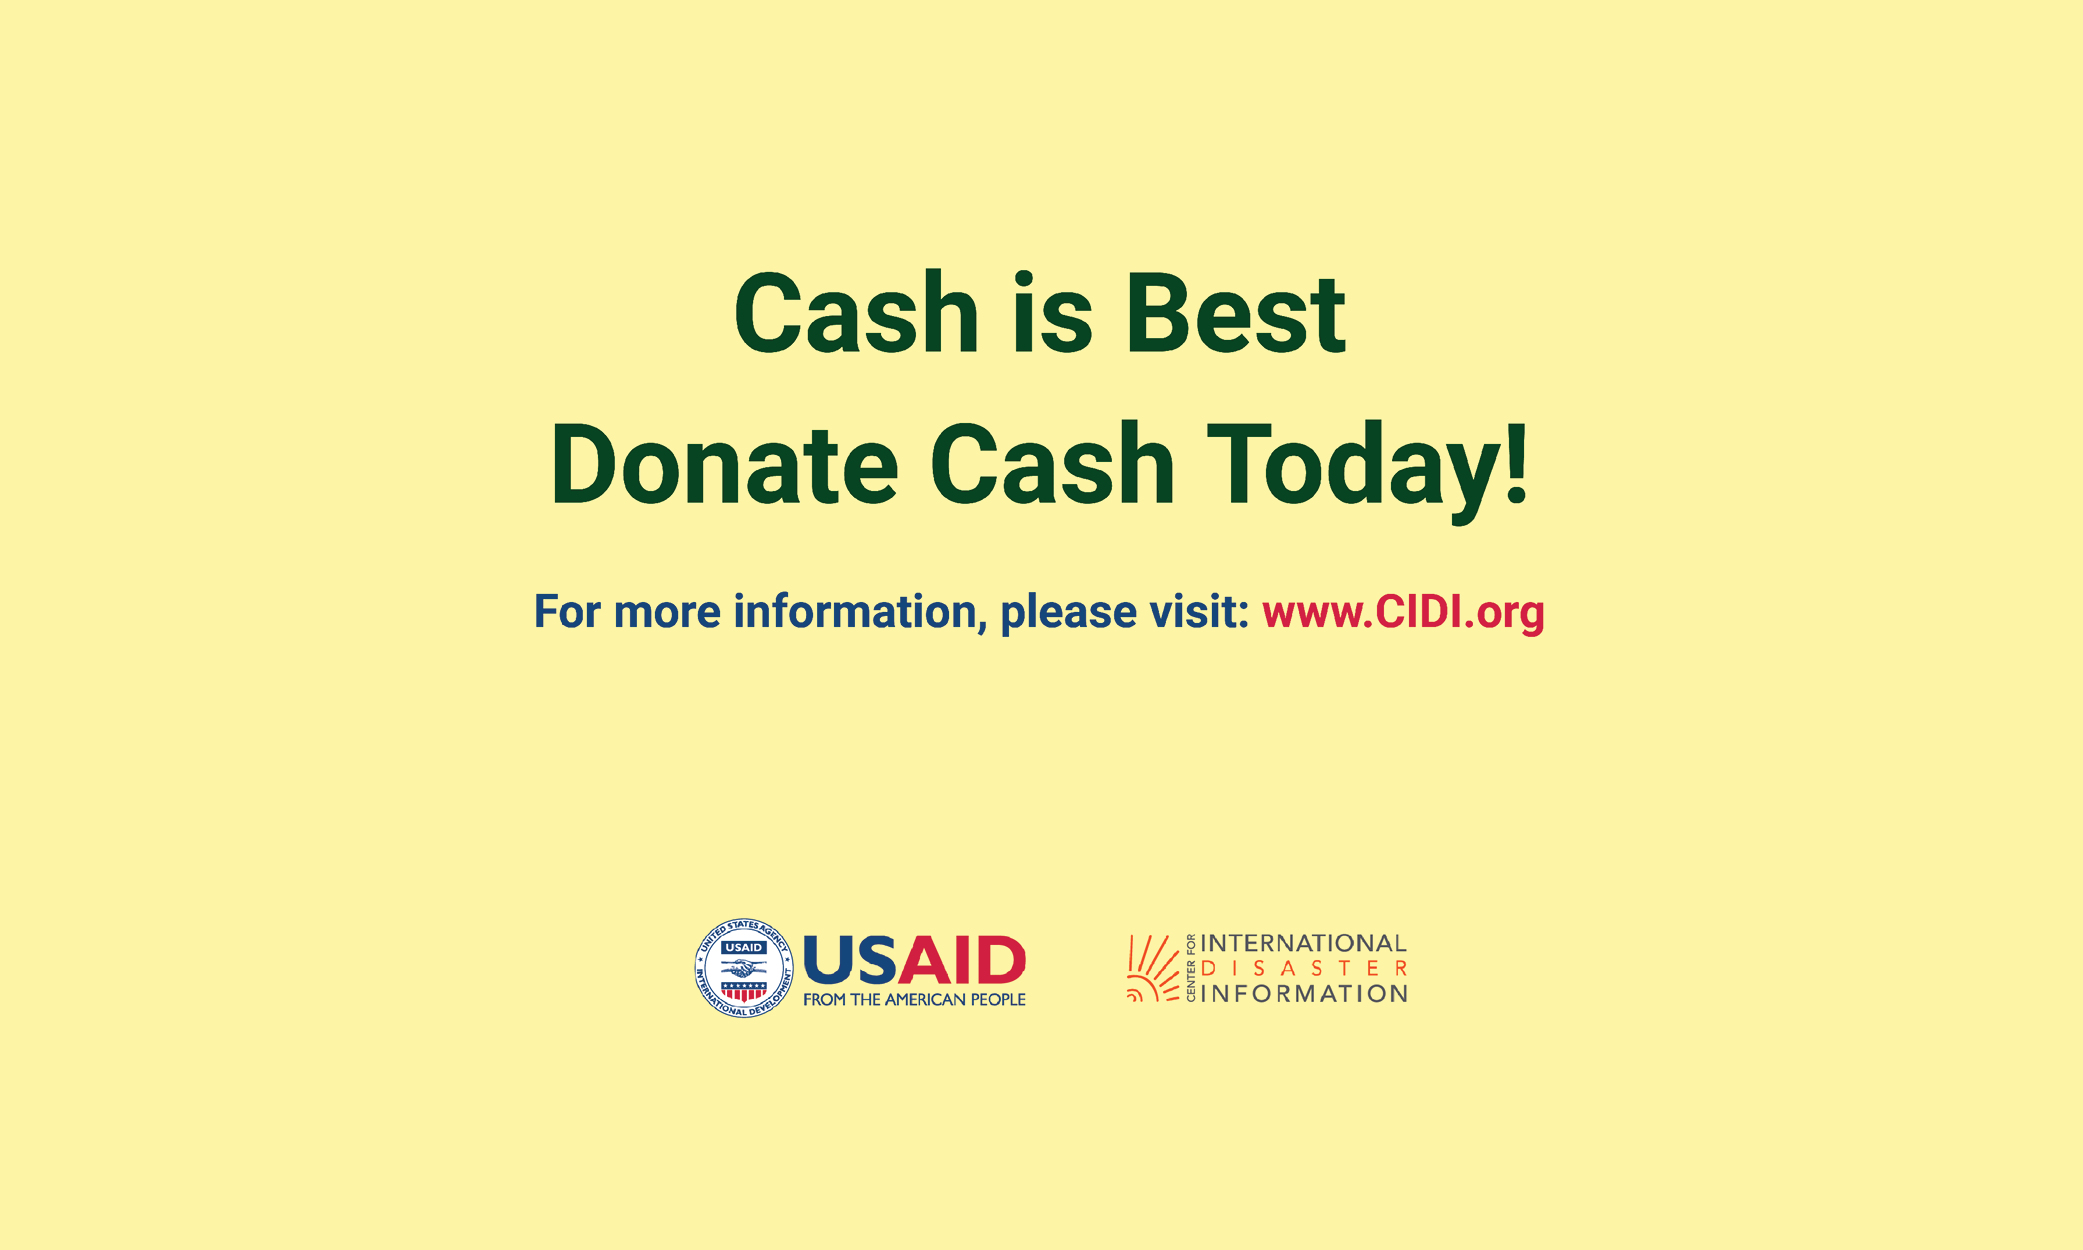 Cash is Best
Donate Cash Today!
For more information, please visit: www.CIDI.org
UNITED STATES AGENCY
USAID
INTERNATIONAL DEVELOPMENT
USAID
FROM THE AMERICAN PEOPLE
CENTER FOR
INTERNATIONAL
DISASTER
INFORMATION